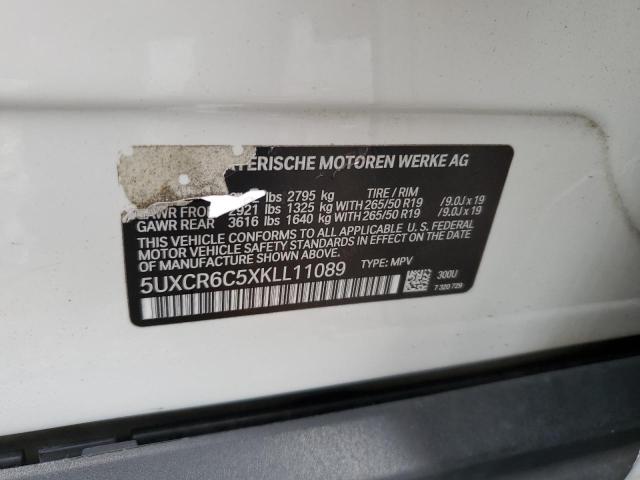 ERISCHE MOTOREN WERKE AG
lbs 2795 kg TIRE / RIM
GAWR FRO 2921 lbs 1325 kg WITH 265/50 R19 /9.0J x 19
GAWR REAR 3616 lbs 1640 kg WITH 265/50 R19 /9.0J x 19
THIS VEHICLE CONFORMS TO ALL APPLICABLE U. S. FEDERAL
MOTOR VEHICLE SAFETY STANDARDS IN EFFECT ON THE DATE
OF MANUFACTURE SHOWN ABOVE.
5UXCR6C5XKLL11089 TYPE: MPV
300U
7 320 729